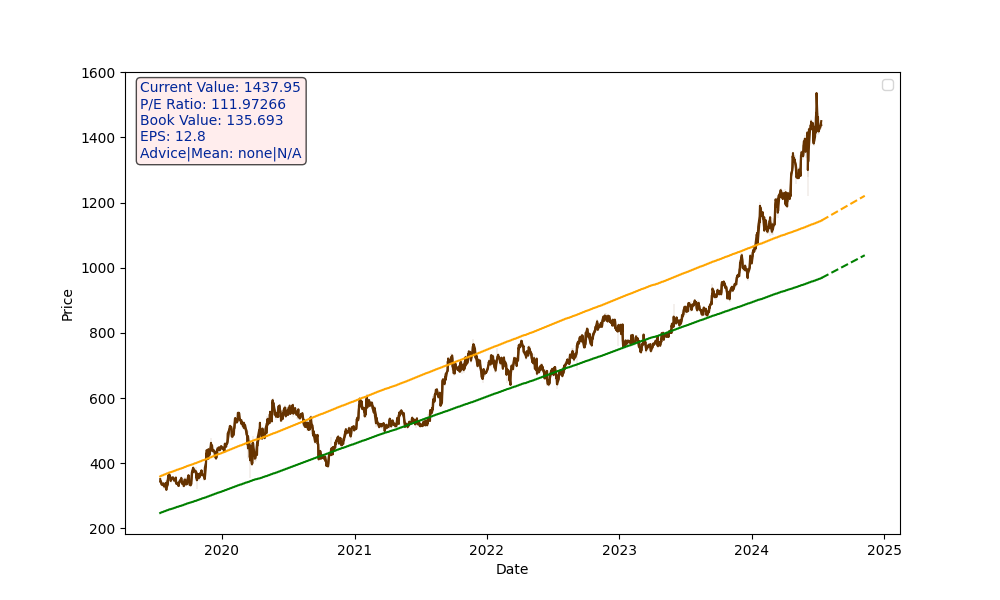 Current Value: 1437.95
P/E Ratio: 111.97266
Book Value: 135.693
EPS: 12.8
Advice|Mean: none|N/A
1600
1400
1200
1000
800
600
400
200
Price
2020
2021
2022
2023
2024
2025
Date